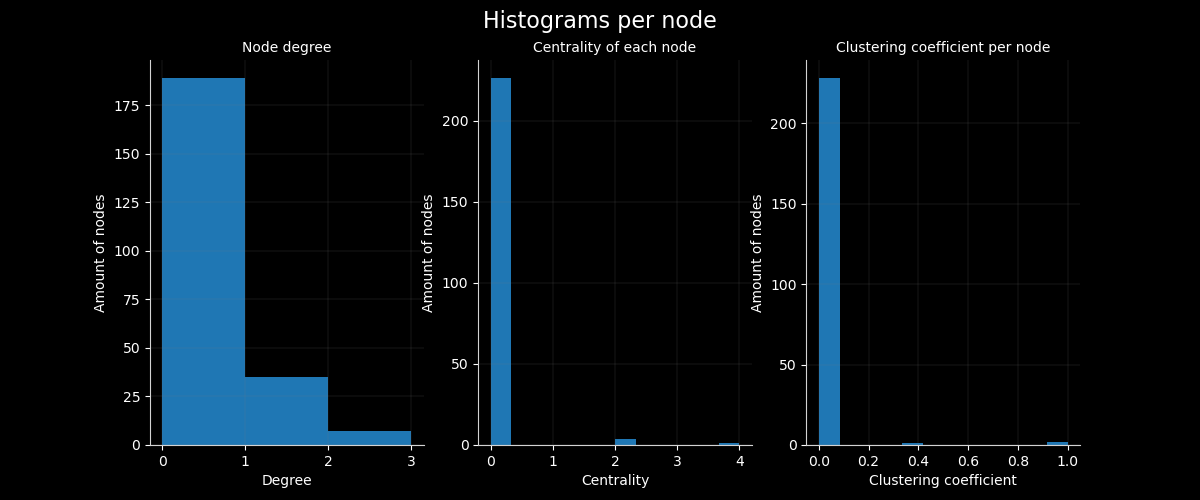 Histograms per node
Node degree
Centrality of each node
Clustering coefficient per node
Amount of nodes
175
150
125
100
75
50
25
0
0 1 2 3
Degree
Amount of nodes
200
150
100
50
0
0 1 2 3 4
Centrality
Amount of nodes
200
150
100
50
0
0.0 0.2 0.4 0.6 0.8 1.0
Clustering coefficient